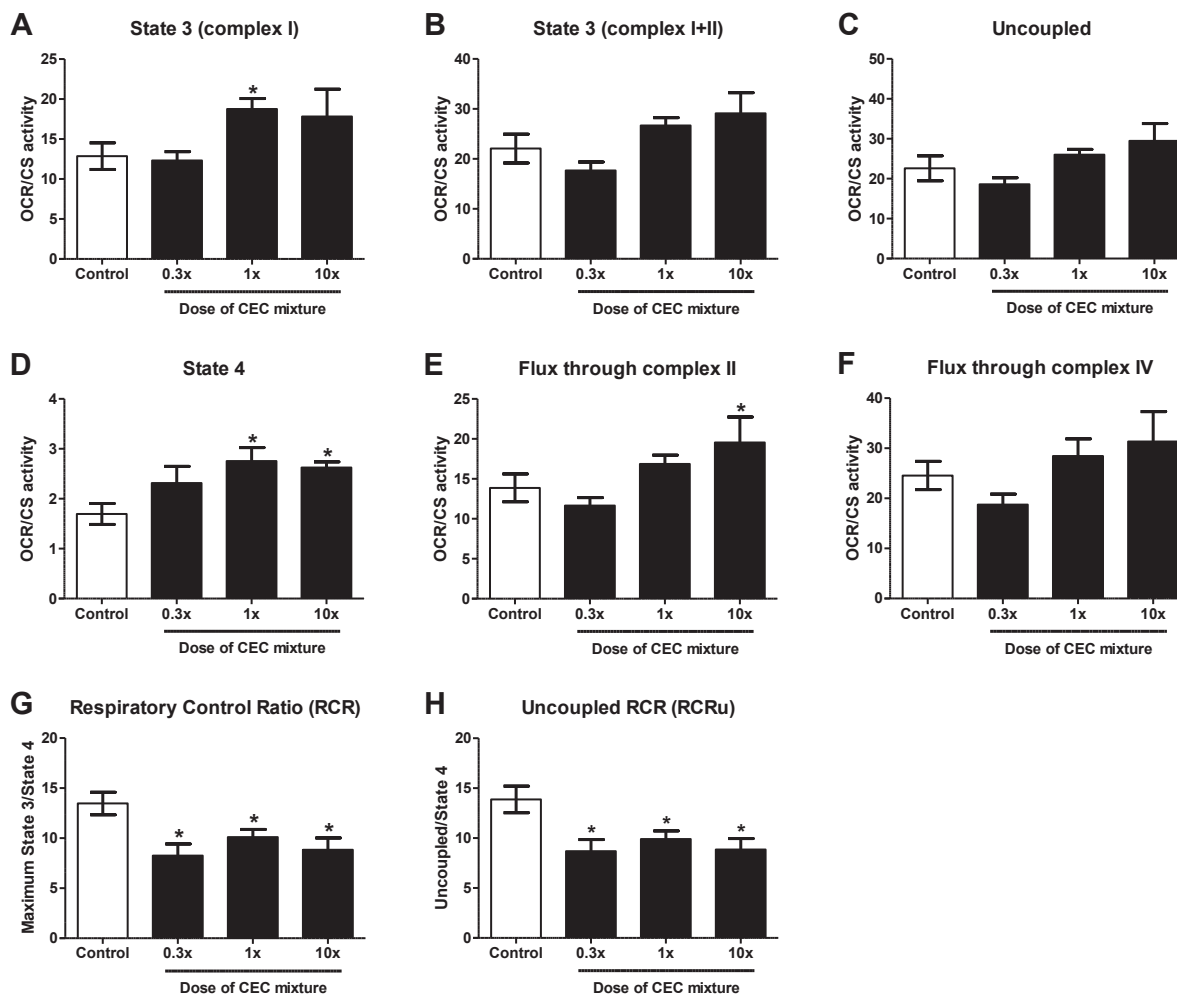 A
State 3 (complex I)
OCR/CS activity
25
20
15
10
5
0
*
Control
0.3x
1x
10x
Dose of CEC mixture
B
State 3 (complex I+II)
OCR/CS activity
40
30
20
10
0
Control
0.3x
1x
10x
Dose of CEC mixture
C
Uncoupled
OCR/CS activity
50
40
30
20
10
0
Control
0.3x
1x
10x
Dose of CEC mixture
D
State 4
OCR/CS activity
4
3
2
1
0
*
*
Control
0.3x
1x
10x
Dose of CEC mixture
E
Flux through complex II
OCR/CS activity
25
20
15
10
5
0
*
Control
0.3x
1x
10x
Dose of CEC mixture
F
Flux through complex IV
OCR/CS activity
40
30
20
10
0
Control
0.3x
1x
10x
Dose of CEC mixture
G
Respiratory Control Ratio (RCR)
Maximum State 3/State 4
20
15
10
5
0
*
*
*
Control
0.3x
1x
10x
Dose of CEC mixture
H
Uncoupled RCR (RCRu)
Uncoupled/State 4
20
15
10
5
0
*
*
*
Control
0.3x
1x
10x
Dose of CEC mixture